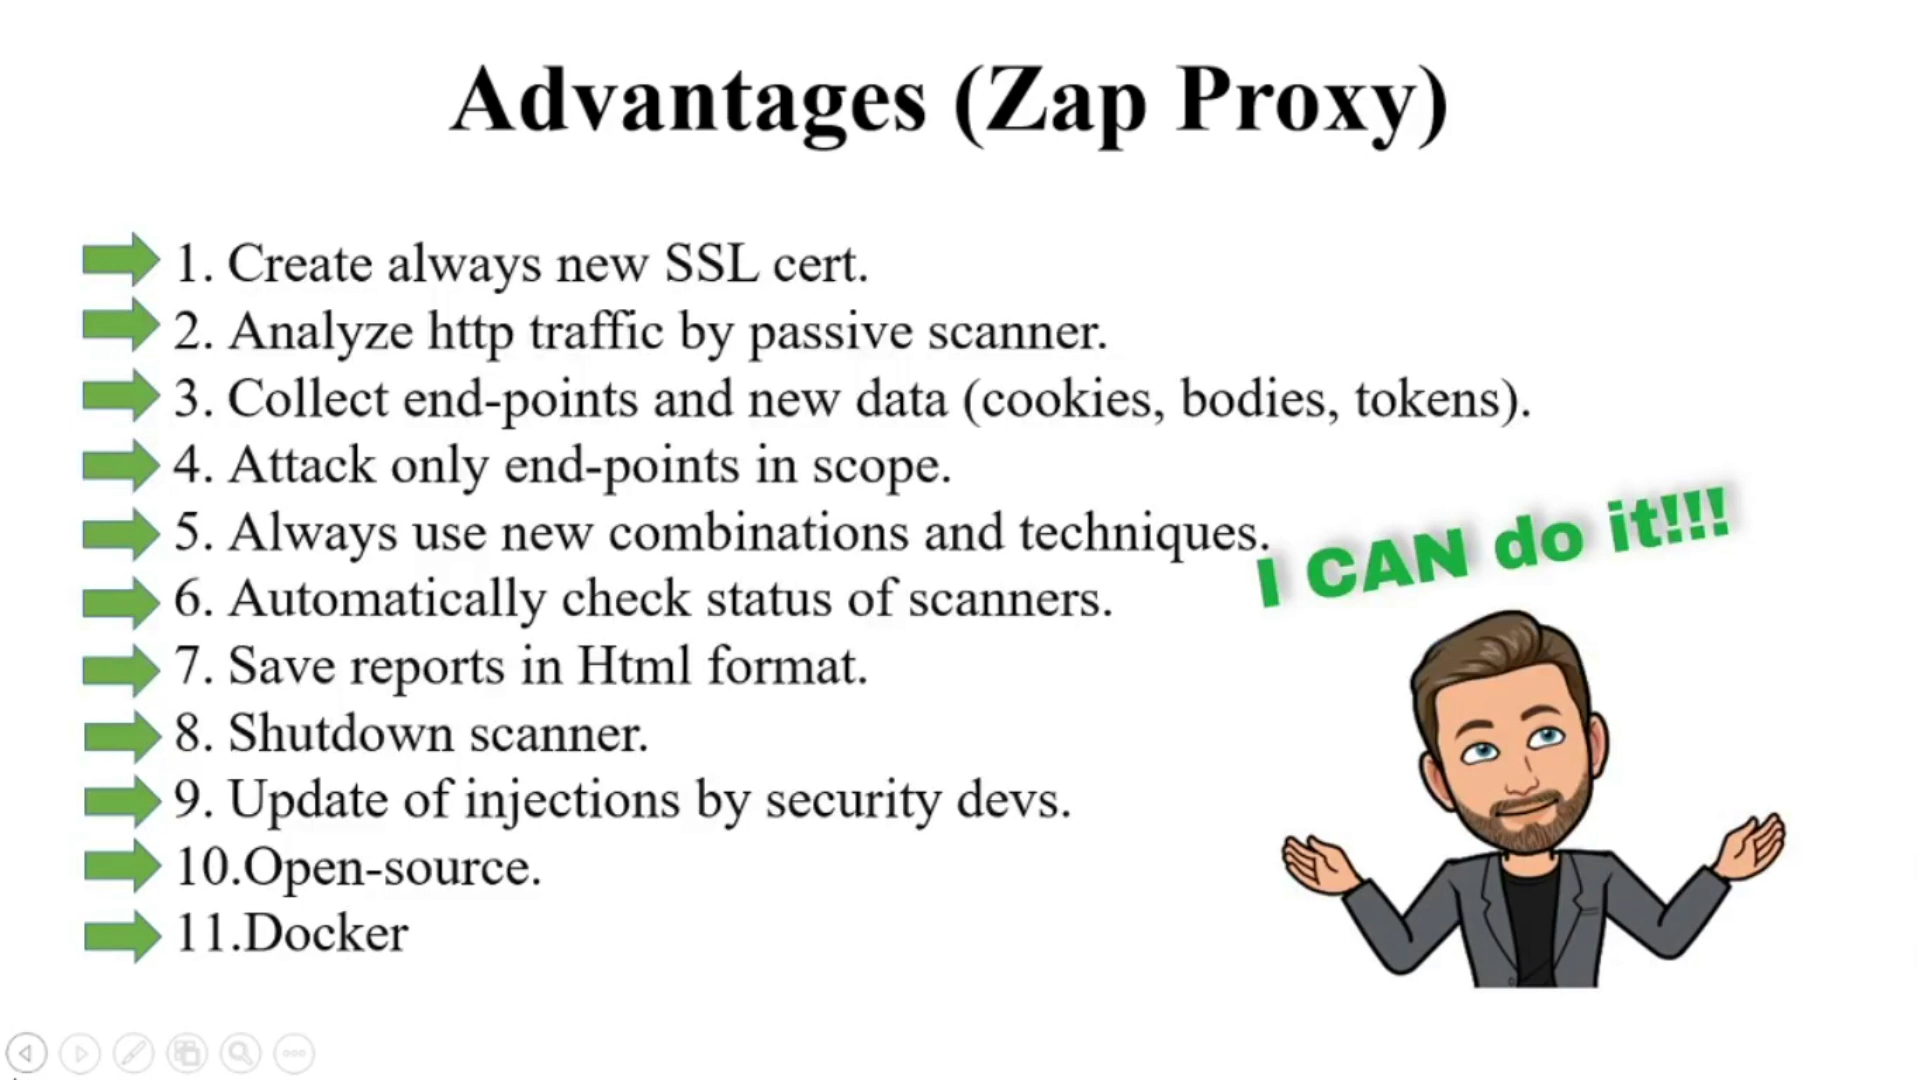 Advantages (Zap Proxy)
1. Create always new SSL cert.
2. Analyze http traffic by passive scanner.
3. Collect end-points and new data (cookies, bodies, tokens).
4. Attack only end-points in scope.
5. Always use new combinations and techniques.
6. Automatically check status of scanners.
7. Save reports in Html format.
8. Shutdown scanner.
9. Update of injections by security devs.
10.Open-source.
11.Docker
I CAN do it!!!